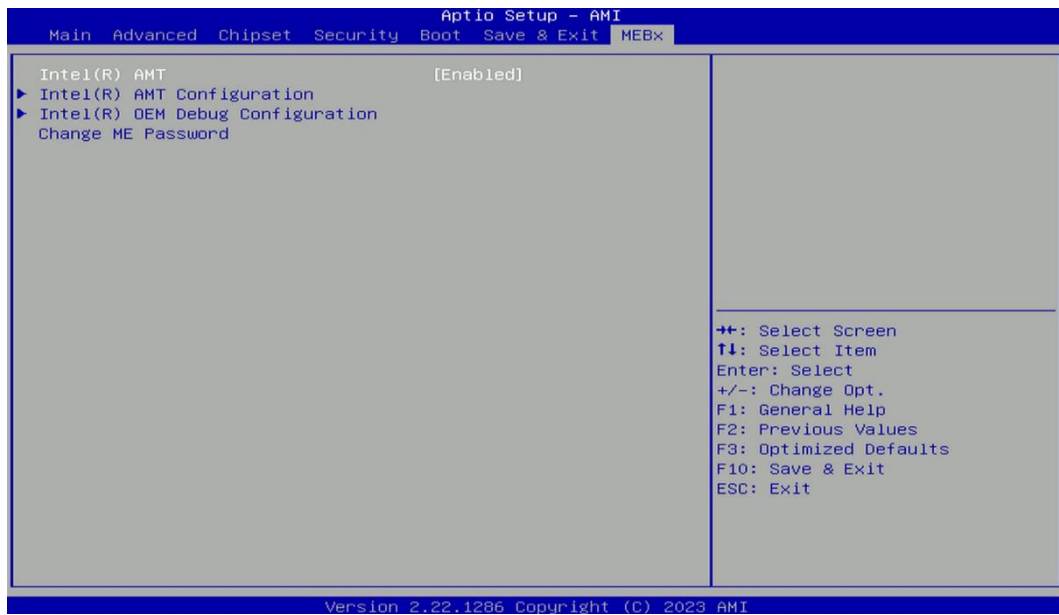 Aptio Setup - AMI
Main Advanced Chipset Security Boot Save & Exit MEBx
Intel(R) AMT [Enabled]
► Intel(R) AMT Configuration
► Intel(R) OEM Debug Configuration
Change ME Password
→←: Select Screen
↑↓: Select Item
Enter: Select
+/-: Change Opt.
F1: General Help
F2: Previous Values
F3: Optimized Defaults
F10: Save & Exit
ESC: Exit
Version 2.22.1286 Copyright (C) 2023 AMI